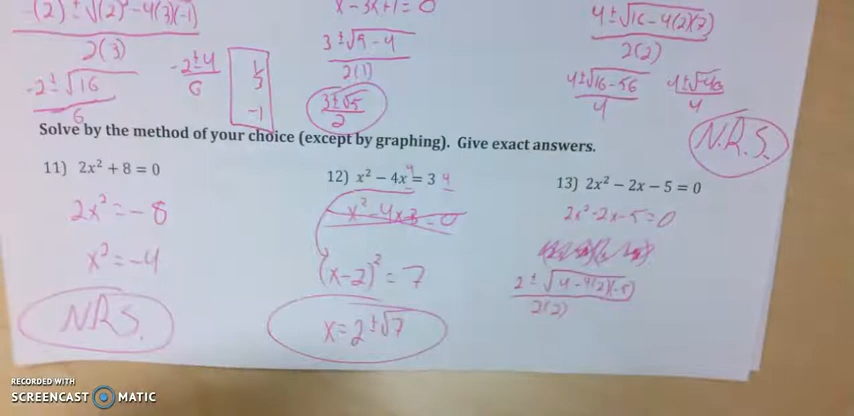 -(2) ± √(2)² - 4(3)(-1)
2(3)
-2 ± √16
6
-2 ± 4
6
1/3
-1
x² - 3x + 1 = 0
3 ± √9 - 4
2(1)
3 ± √5
2
4 ± √16 - 4(2)(7)
2(2)
4 ± √16 - 56
4
4 ± √-40
4
N.R.S.
Solve by the method of your choice (except by graphing). Give exact answers.
11) 2x² + 8 = 0
2x² = -8
x² = -4
N.R.S.
12) x² - 4x = 3
4
4
(x-2)² = 7
x = 2 ± √7
13) 2x² - 2x - 5 = 0
2x² - 2x - 5 = 0
2 ± √4 - 4(2)(-5)
2(2)
RECORDED WITH
SCREENCAST MATIC